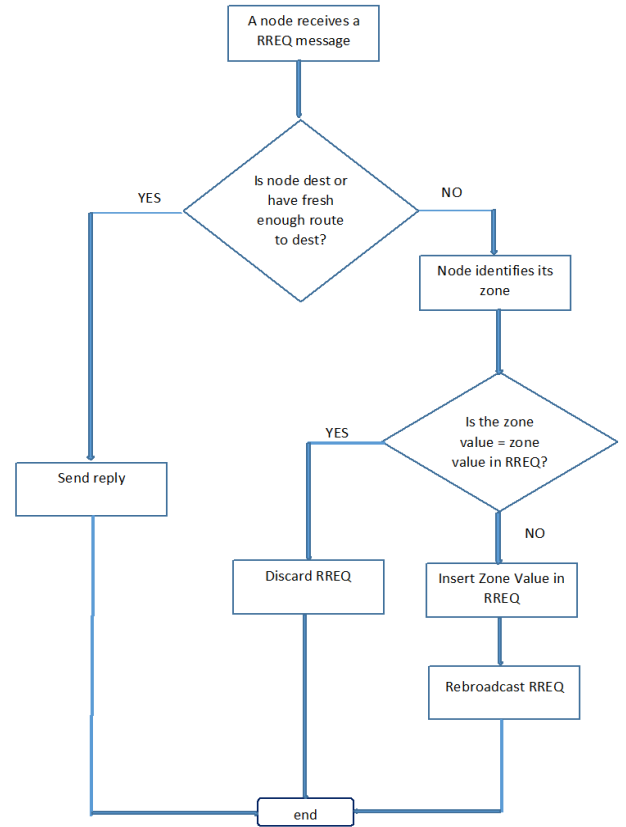 A node receives a
RREQ message
Is node dest or
have fresh
enough route
to dest?
YES
NO
Node identifies its
zone
Is the zone
value = zone
value in RREQ?
YES
NO
Send reply
Discard RREQ
Insert Zone Value in
RREQ
Rebroadcast RREQ
end